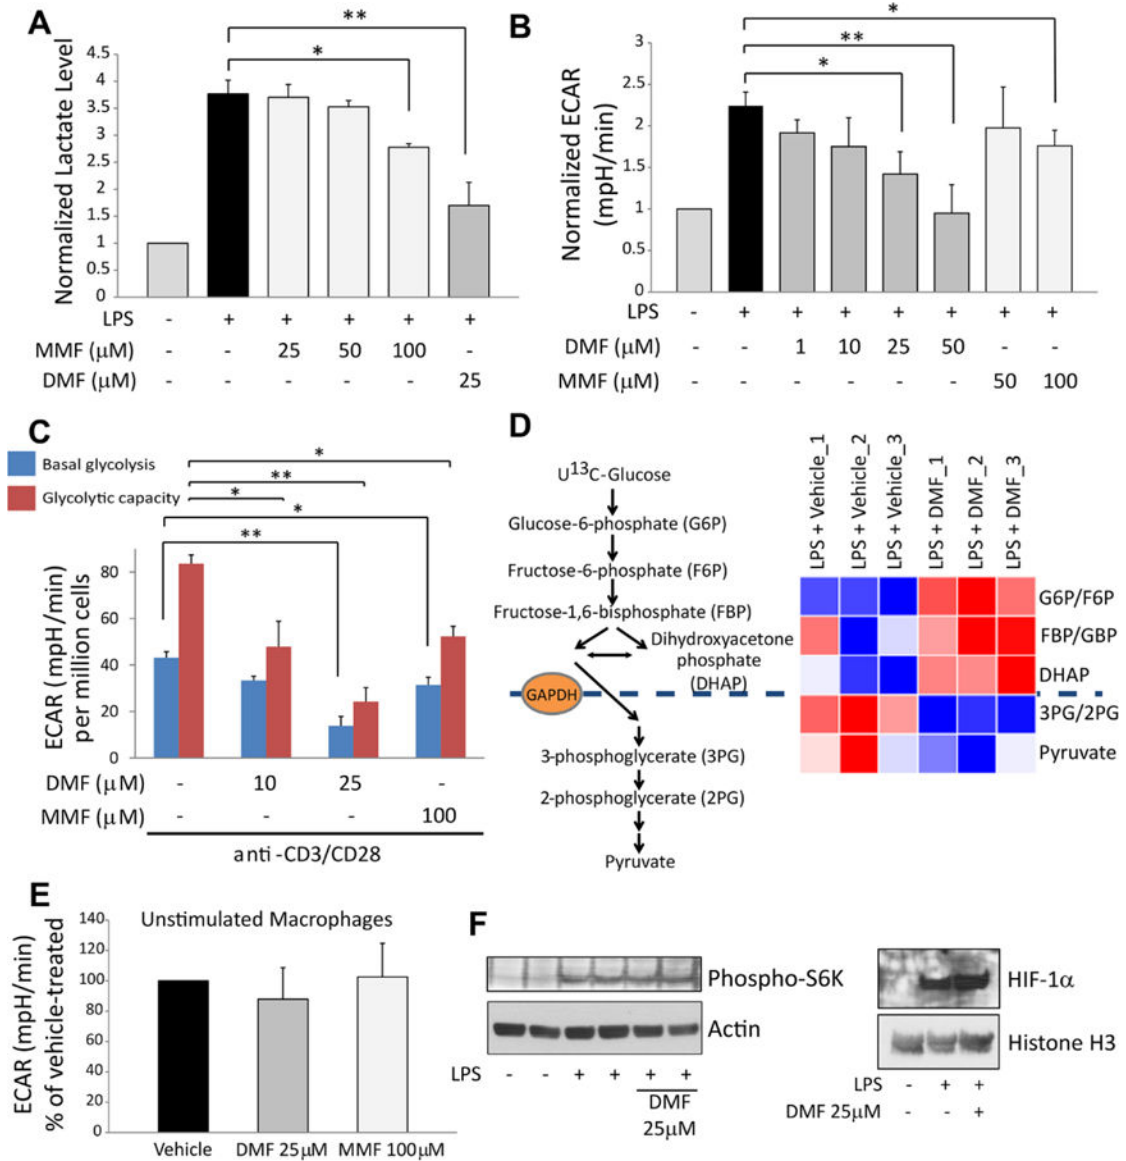 A
Normalized Lactate Level
4.5
4
3.5
3
2.5
2
1.5
1
0.5
0
**
*
LPS - + + + + +
MMF (μM) - - 25 50 100 -
DMF (μM) - - - - - 25
B
Normalized ECAR
(mpH/min)
3
2.5
2
1.5
1
0.5
0
*
**
*
LPS - + + + + + + +
DMF (μM) - - 1 10 25 50 - -
MMF (μM) - - - - - - 50 100
C
Basal glycolysis
Glycolytic capacity
*
**
*
*
**
ECAR (mpH/min)
per million cells
80
60
40
20
0
DMF (μM) - 10 25 -
MMF (μM) - - - 100
anti-CD3/CD28
D
U13C-Glucose
Glucose-6-phosphate (G6P)
Fructose-6-phosphate (F6P)
Fructose-1,6-bisphosphate (FBP)
Dihydroxyacetone
phosphate
(DHAP)
GAPDH
3-phosphoglycerate (3PG)
2-phosphoglycerate (2PG)
Pyruvate
LPS + Vehicle_1
LPS + Vehicle_2
LPS + Vehicle_3
LPS + DMF_1
LPS + DMF_2
LPS + DMF_3
G6P/F6P
FBP/GBP
DHAP
3PG/2PG
Pyruvate
E
Unstimulated Macrophages
ECAR (mpH/min)
% of vehicle-treated
140
120
100
80
60
40
20
0
Vehicle DMF 25μM MMF 100μM
F
Phospho-S6K
Actin
LPS - - + + + +
DMF
25μM
HIF-1α
Histone H3
LPS - + +
DMF 25μM - - +